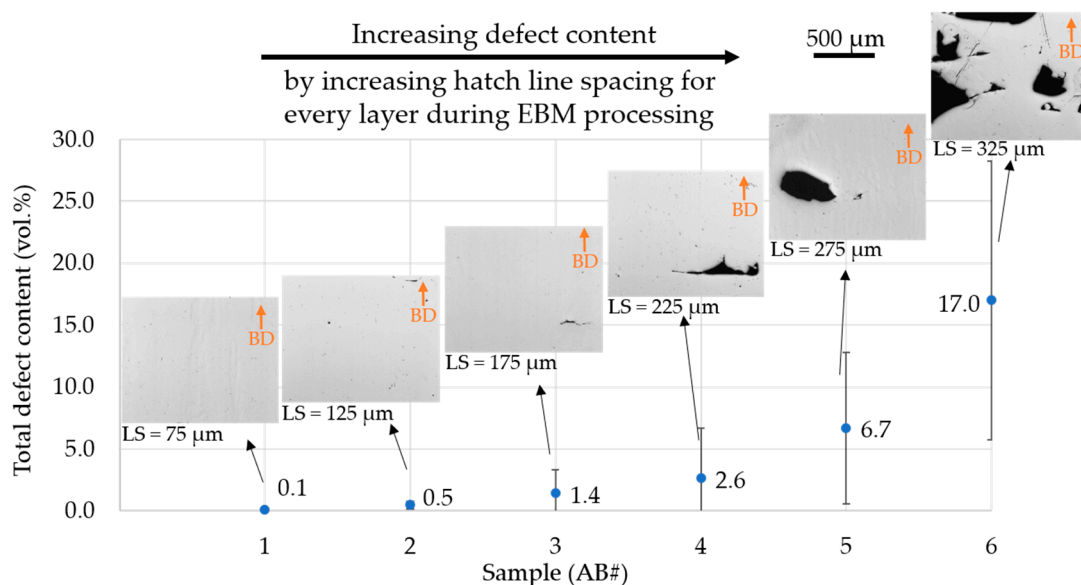 Increasing defect content
by increasing hatch line spacing for
every layer during EBM processing
500 µm
BD
LS = 325 µm
BD
LS = 275 µm
BD
LS = 225 µm
BD
LS = 175 µm
BD
LS = 125 µm
BD
LS = 75 µm
Total defect content (vol.%)
30.0
25.0
20.0
15.0
10.0
5.0
0.0
0.1
0.5
1.4
2.6
6.7
17.0
1
2
3
4
5
6
Sample (AB#)